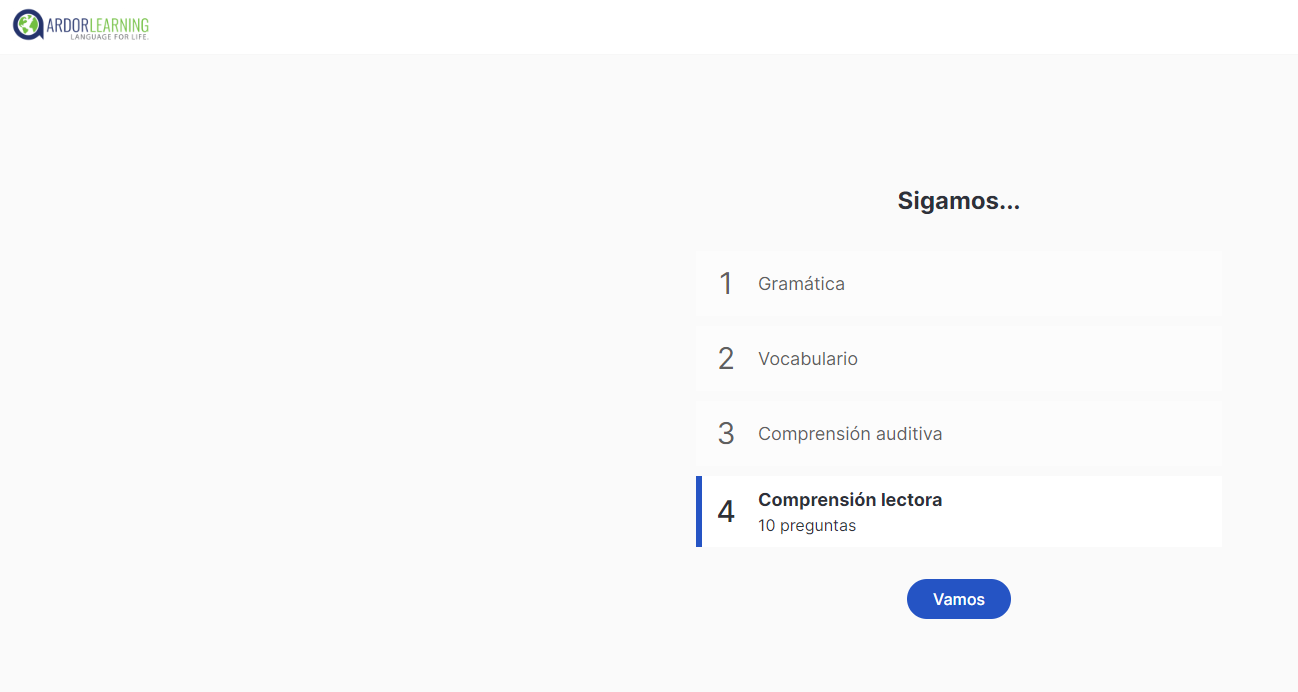 ARDORLEARNING
LANGUAGE FOR LIFE.
Sigamos...
1 Gramática
2 Vocabulario
3 Comprensión auditiva
4 Comprensión lectora
10 preguntas
Vamos